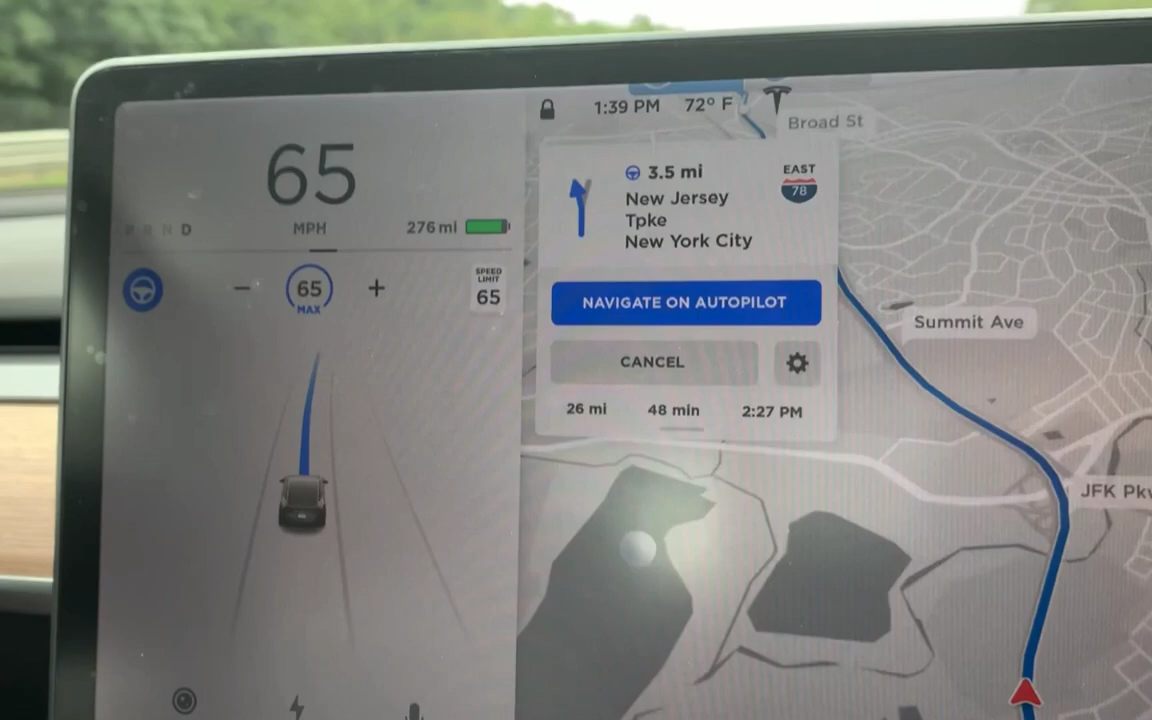 65
MPH
P R N D
276 mi
65
MAX
SPEED
LIMIT
65
1:39 PM
72° F
Broad St
3.5 mi
New Jersey
Tpke
New York City
EAST
78
NAVIGATE ON AUTOPILOT
CANCEL
26 mi
48 min
2:27 PM
Summit Ave
JFK Pkw